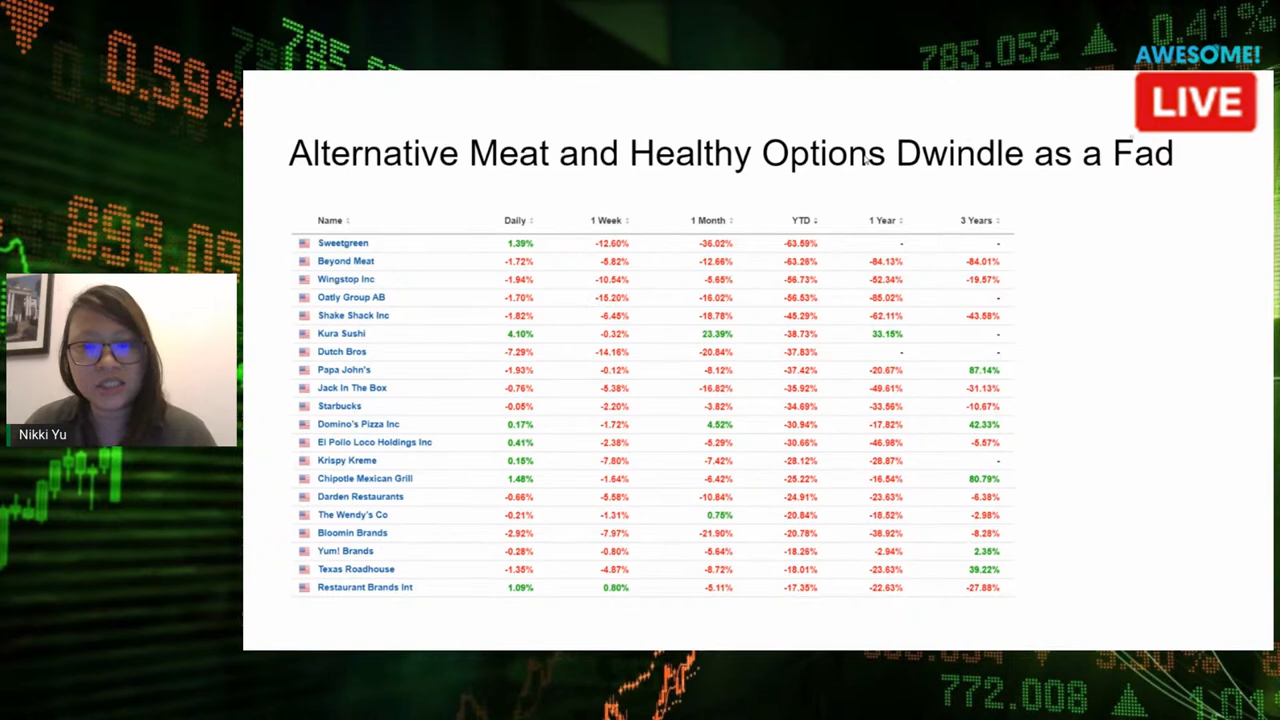 0.59%
785.052
0.41%
AWESOME!
LIVE
Alternative Meat and Healthy Options Dwindle as a Fad
Name Daily 1 Week 1 Month YTD 1 Year 3 Years
Sweetgreen 1.39% -12.60% -36.02% -63.59% - -
Beyond Meat -1.72% -5.82% -12.66% -63.26% -84.13% -84.01%
Wingstop Inc -1.94% -10.54% -5.65% -56.73% -52.34% -19.57%
Oatly Group AB -1.70% -15.20% -16.02% -56.53% -85.02% -
Shake Shack Inc -1.82% -6.45% -18.78% -45.29% -62.11% -43.58%
Kura Sushi 4.10% -0.32% 23.39% -38.73% 33.15% -
Dutch Bros -7.29% -14.16% -20.84% -37.83% - -
Papa John's -1.93% -0.12% -8.12% -37.42% -20.67% 87.14%
Jack In The Box -0.76% -5.38% -16.82% -35.92% -49.61% -31.13%
Starbucks -0.05% -2.20% -3.82% -34.69% -33.56% -10.67%
Domino's Pizza Inc 0.17% -1.72% 4.52% -30.94% -17.82% 42.33%
El Pollo Loco Holdings Inc 0.41% -2.38% -5.29% -30.66% -46.98% -5.57%
Krispy Kreme 0.15% -7.80% -7.42% -28.12% -28.87% -
Chipotle Mexican Grill 1.48% -1.64% -6.42% -25.22% -16.54% 80.79%
Darden Restaurants -0.66% -5.58% -10.84% -24.91% -23.63% -6.38%
The Wendy's Co -0.21% -1.31% 0.75% -20.84% -18.52% -2.98%
Bloomin Brands -2.92% -7.97% -21.90% -20.78% -38.92% -8.28%
Yum! Brands -0.28% -0.80% -5.64% -18.26% -2.94% 2.35%
Texas Roadhouse -1.35% -4.87% -8.72% -18.01% -23.63% 39.22%
Restaurant Brands Int 1.09% 0.80% -5.11% -17.35% -22.63% -27.88%
Nikki Yu
772.008